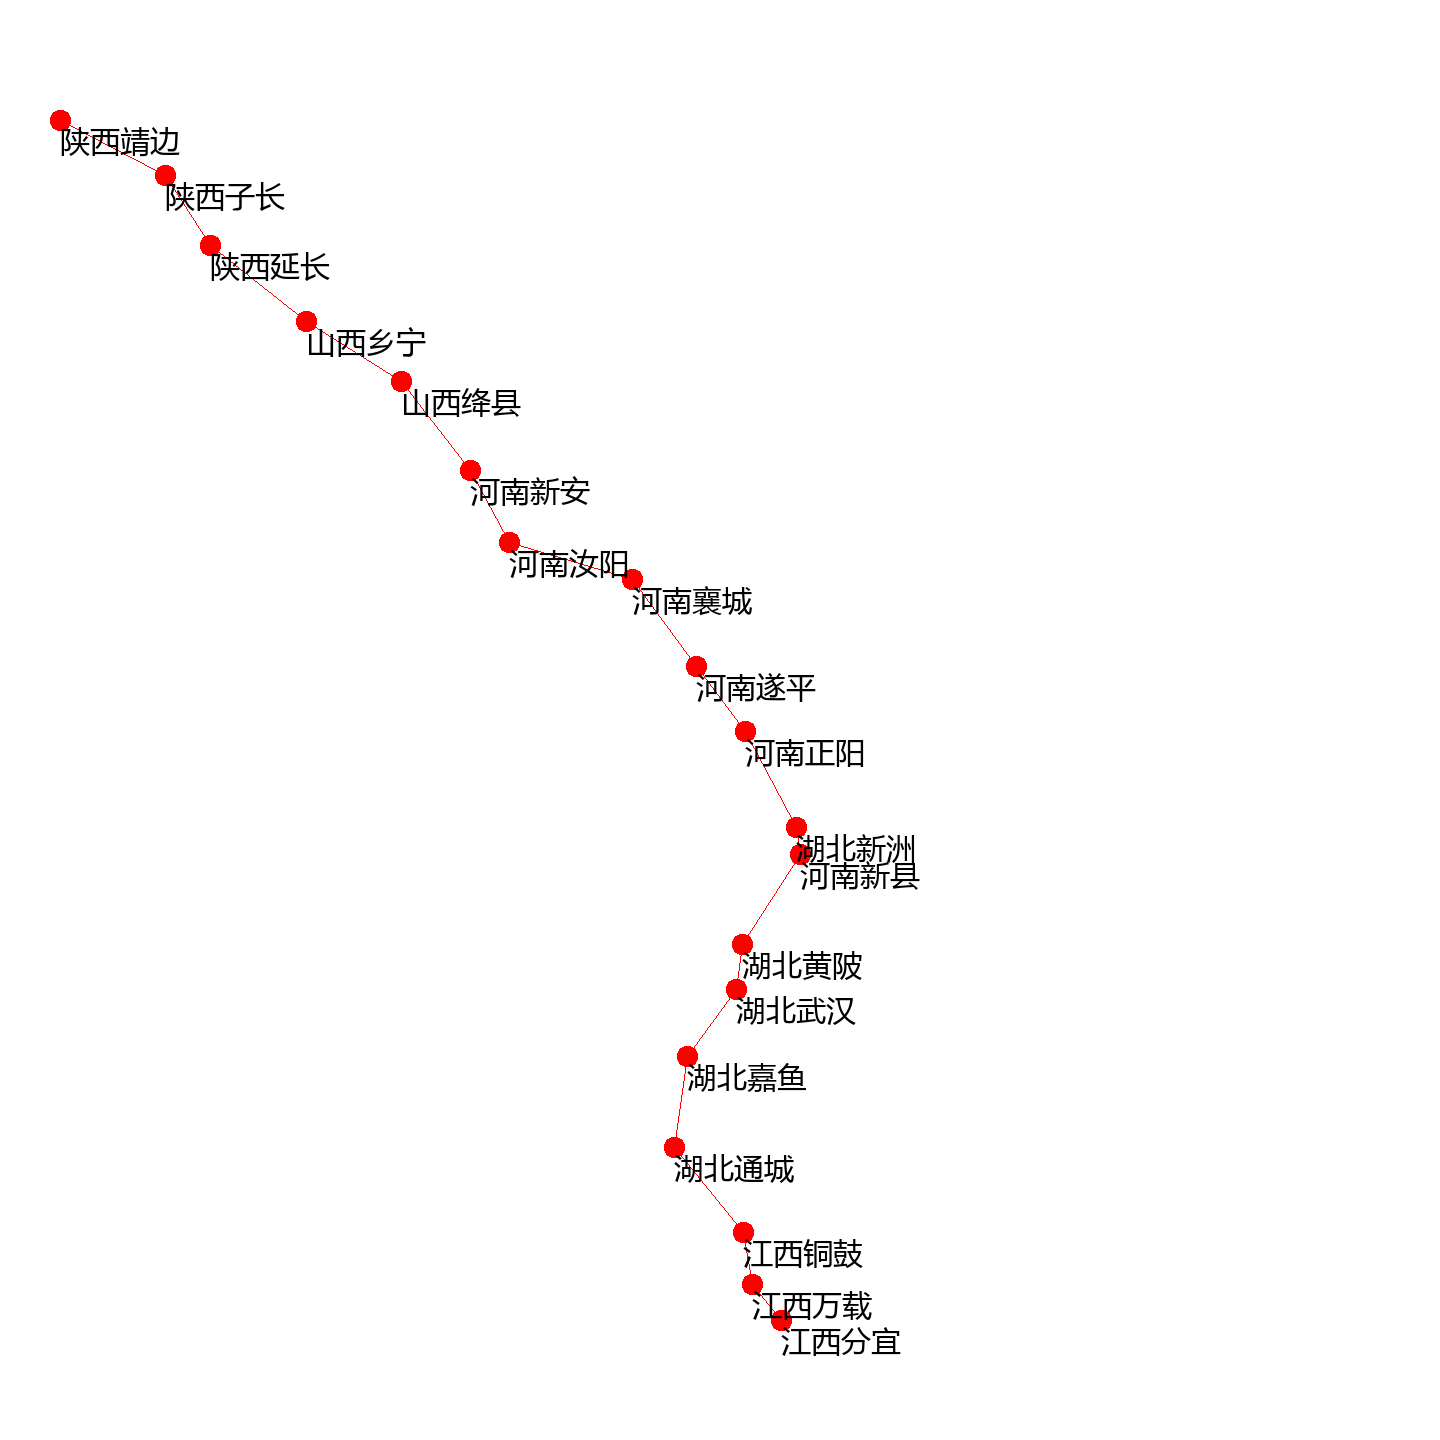 陕西靖边
陕西子长
陕西延长
山西乡宁
山西绛县
河南新安
河南汝阳
河南襄城
河南遂平
河南正阳
湖北新洲
河南新县
湖北黄陂
湖北武汉
湖北嘉鱼
湖北通城
江西铜鼓
江西万载
江西分宜